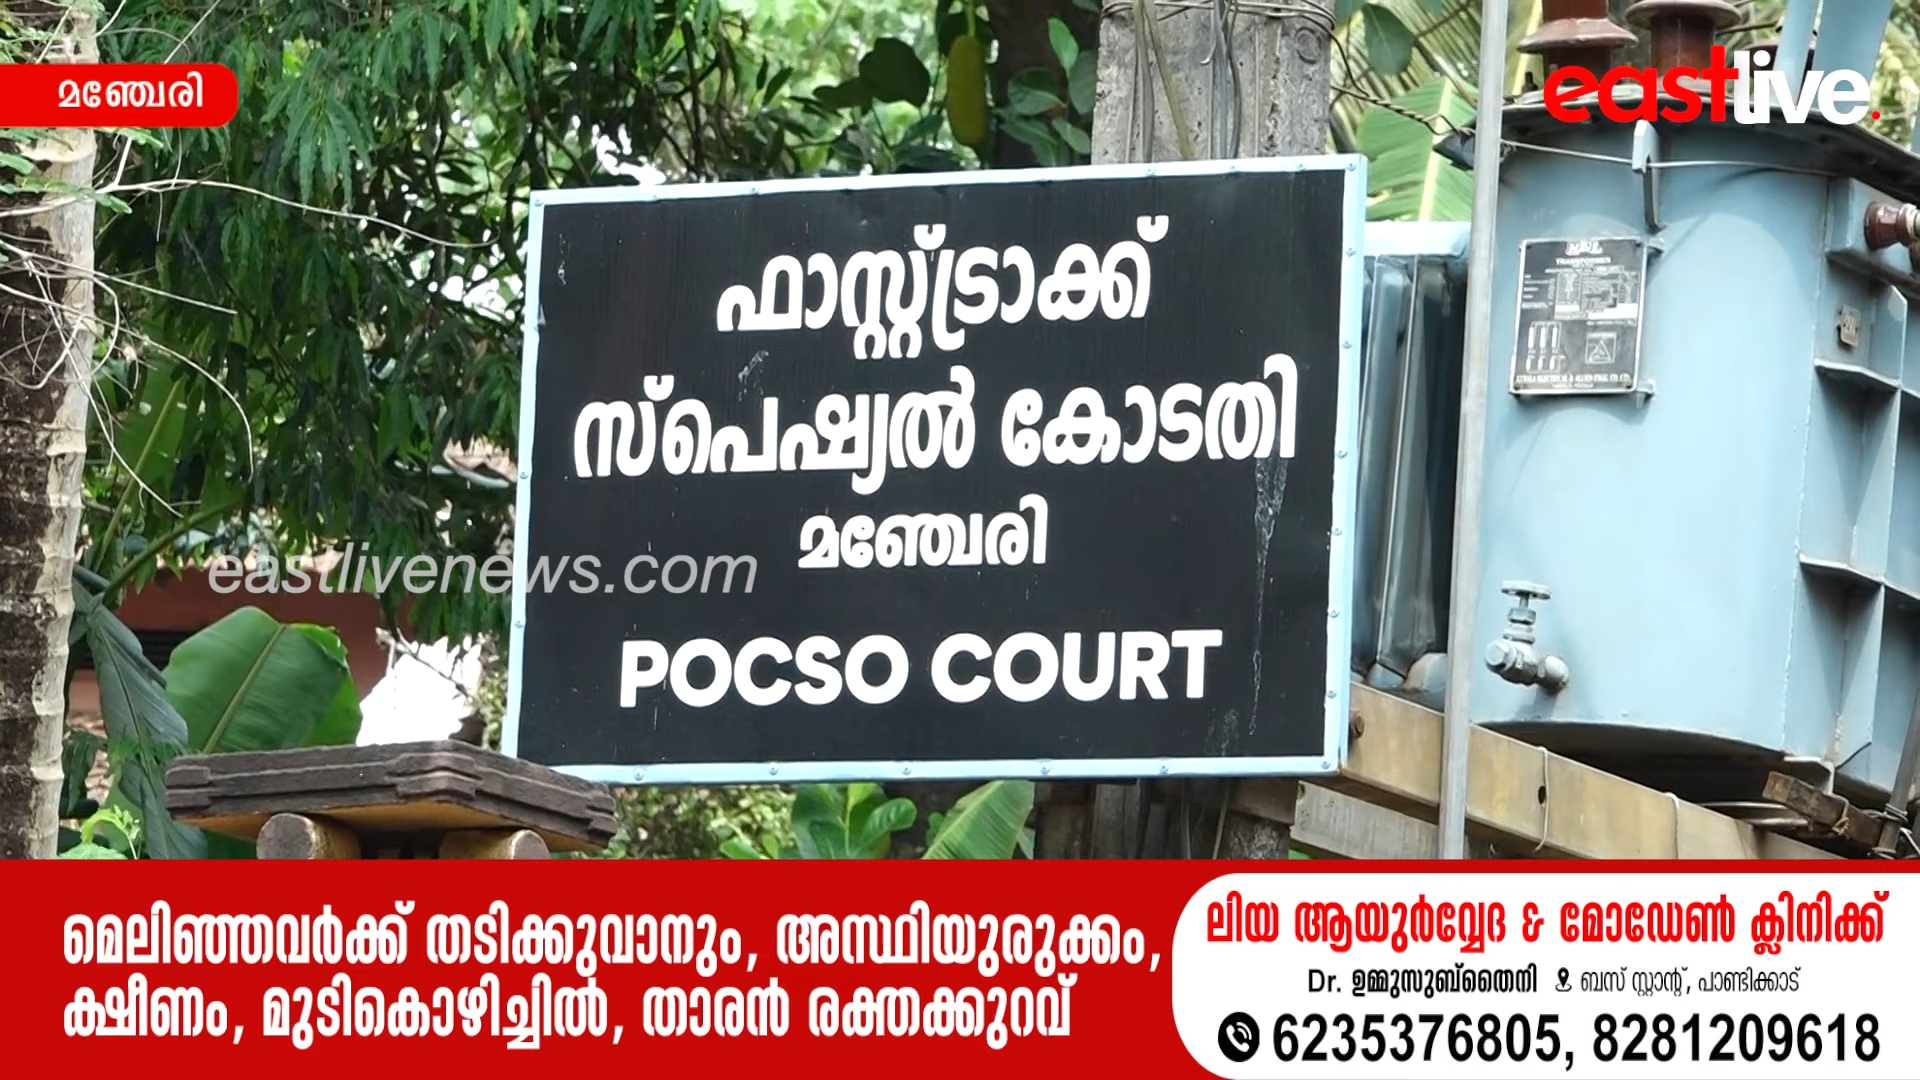 മഞ്ചേരി
eastlive.
ഫാസ്റ്റ്ട്രാക്ക്
സ്പെഷ്യൽ കോടതി
മഞ്ചേരി
POCSO COURT
eastlivenews.com
TRANSFORMER
മെലിഞ്ഞവർക്ക് തടിക്കുവാനും, അസ്ഥിയുരുക്കം,
ക്ഷീണം, മുടികൊഴിച്ചിൽ, താരൻ രക്തക്കുറവ്
ലിയ ആയുർവ്വേദ & മോഡേൺ ക്ലിനിക്ക്
Dr. ഉമ്മുസുബ്തൈനി ബസ് സ്റ്റാന്റ്, പാണ്ടിക്കാട്
6235376805, 8281209618